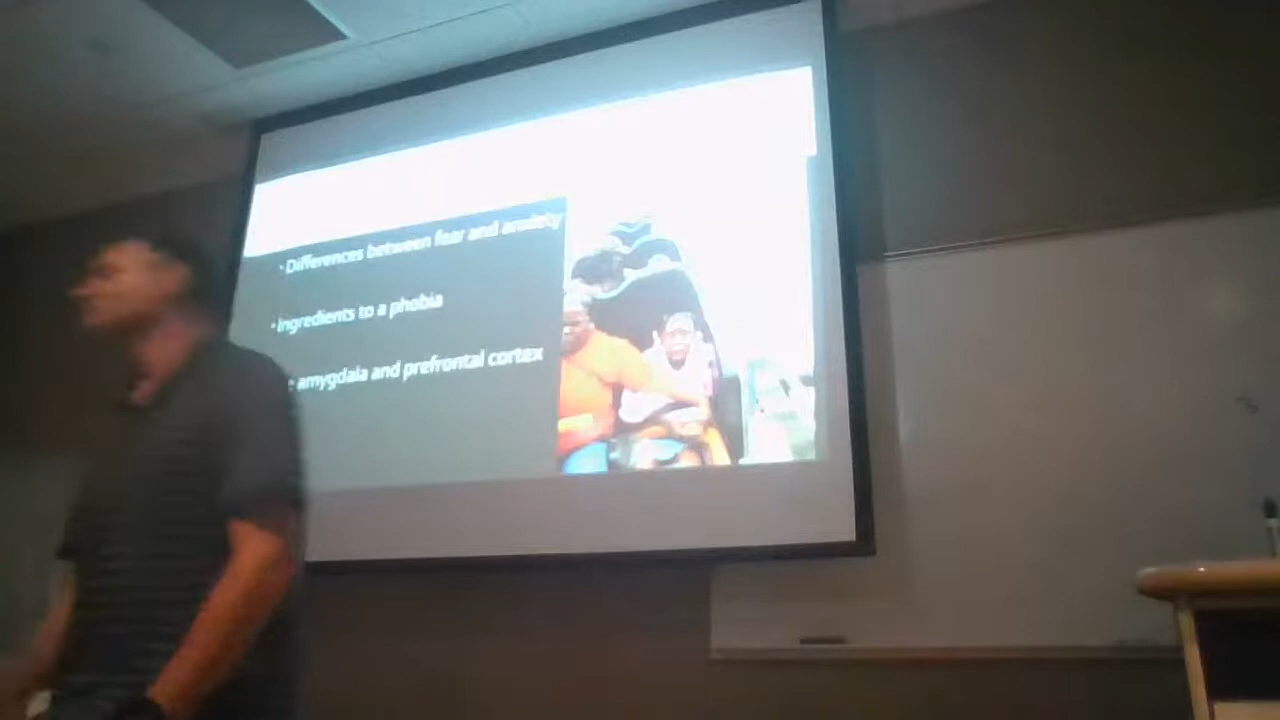 · Differences between fear and anxiety
· Ingredients to a phobia
amygdala and prefrontal cortex